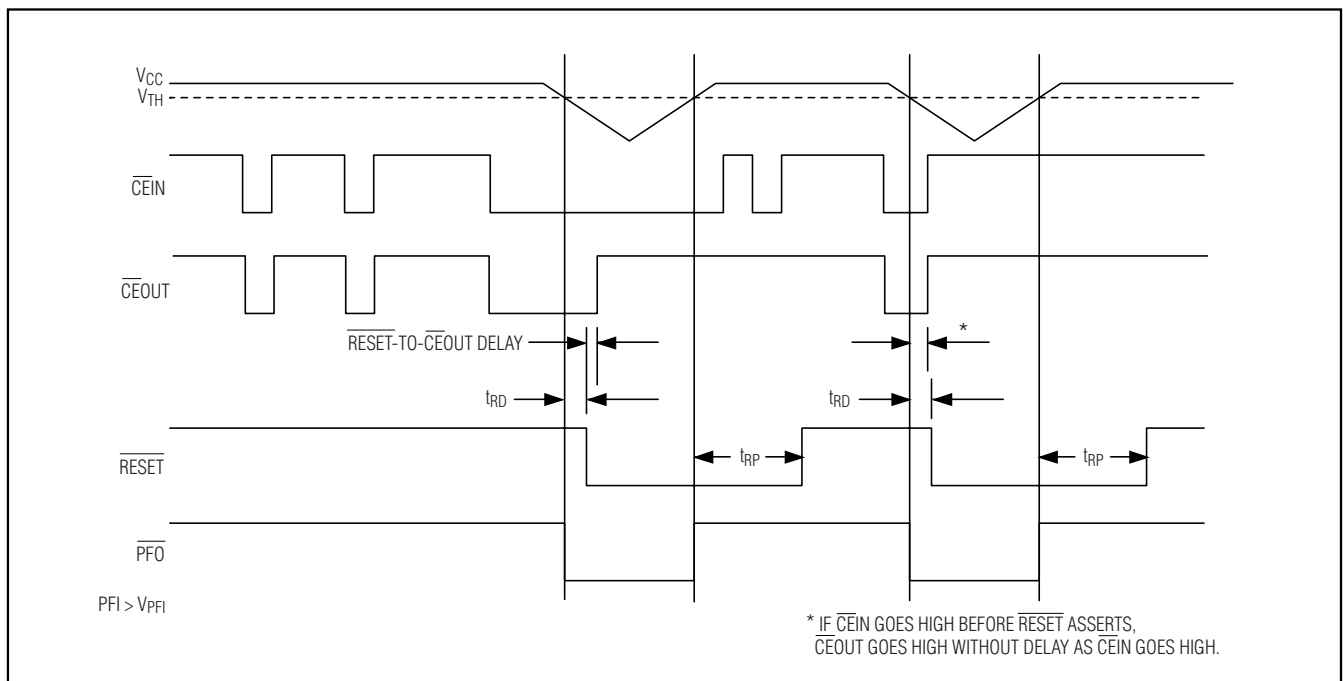 VCC
VTH
CEIN
CEOUT
RESET-TO-CEOUT DELAY
*
tRD
tRD
RESET
tRP
tRP
PFO
PFI > VPFI
* IF CEIN GOES HIGH BEFORE RESET ASSERTS,
CEOUT GOES HIGH WITHOUT DELAY AS CEIN GOES HIGH.